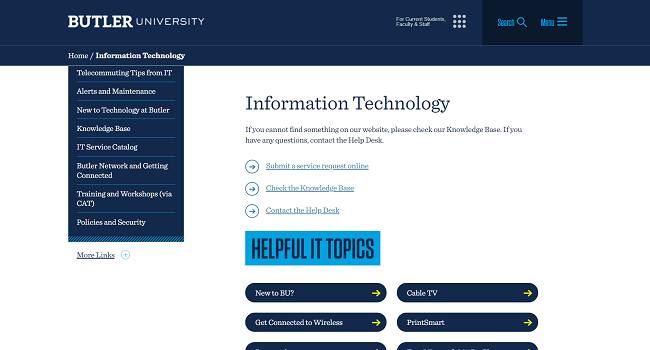 BUTLER UNIVERSITY
For Current Students,
Faculty & Staff
Search
Menu
Home / Information Technology
Telecommuting Tips from IT
Alerts and Maintenance
New to Technology at Butler
Knowledge Base
IT Service Catalog
Butler Network and Getting
Connected
Training and Workshops (via
CAT)
Policies and Security
More Links
Information Technology
If you cannot find something on our website, please check our Knowledge Base. If you
have any questions, contact the Help Desk.
Submit a service request online
Check the Knowledge Base
Contact the Help Desk
HELPFUL IT TOPICS
New to BU?
Cable TV
Get Connected to Wireless
PrintSmart